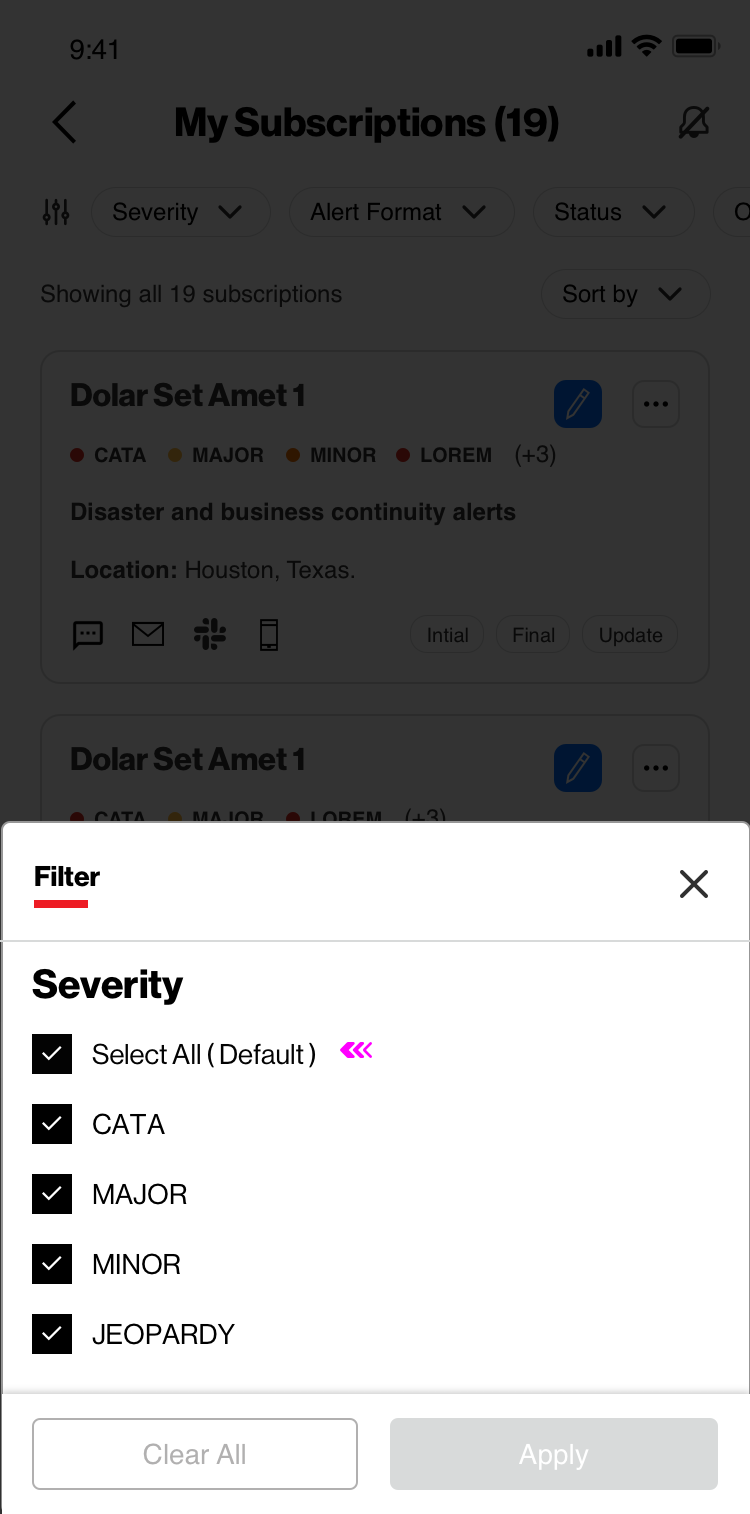 9:41
My Subscriptions (19)
Severity Alert Format Status
Showing all 19 subscriptions Sort by
Dolar Set Amet 1
CATA MAJOR MINOR LOREM (+3)
Disaster and business continuity alerts
Location: Houston, Texas.
Intial Final Update
Dolar Set Amet 1
CATA MAJOR LOREM (+3)
Filter
Severity
Select All ( Default )
CATA
MAJOR
MINOR
JEOPARDY
Clear All Apply